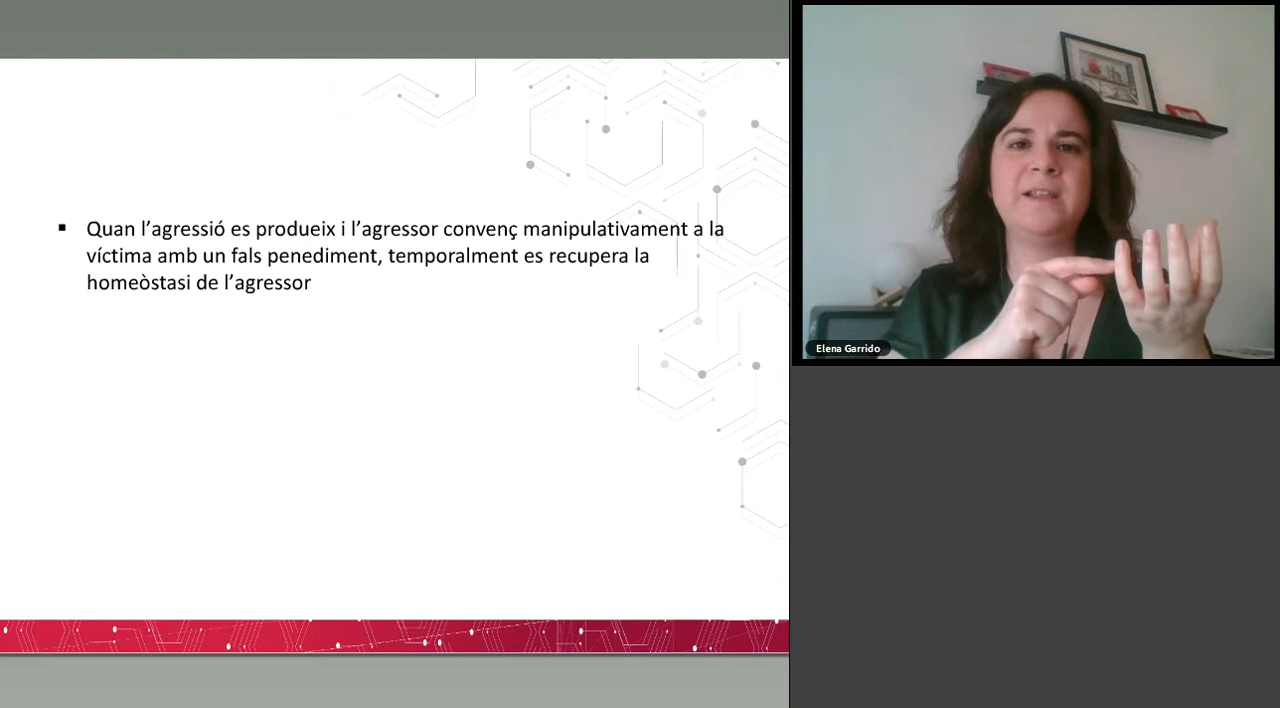 ▪ Quan l’agressió es produeix i l’agressor convenç manipulativament a la
víctima amb un fals penediment, temporalment es recupera la
homeòstasi de l’agressor
Elena Garrido